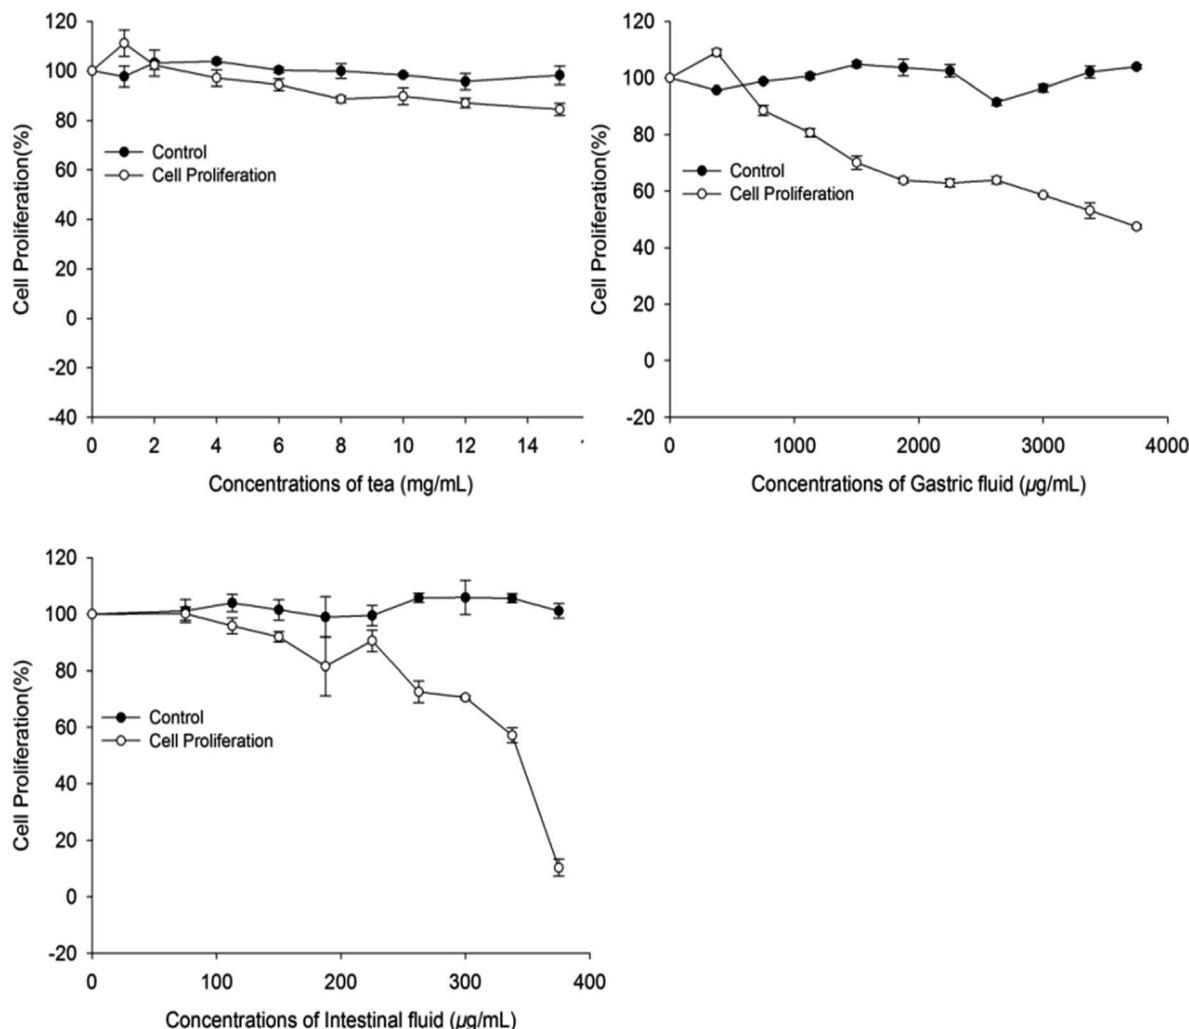 120
100
80
60
40
20
0
-20
-40
Cell Proliferation(%)
Control
Cell Proliferation
0 2 4 6 8 10 12 14
Concentrations of tea (mg/mL)
120
100
80
60
40
20
0
-20
Cell Proliferation(%)
Control
Cell Proliferation
0 1000 2000 3000 4000
Concentrations of Gastric fluid (µg/mL)
120
100
80
60
40
20
0
-20
Cell Proliferation(%)
Control
Cell Proliferation
0 100 200 300 400
Concentrations of Intestinal fluid (µg/mL)